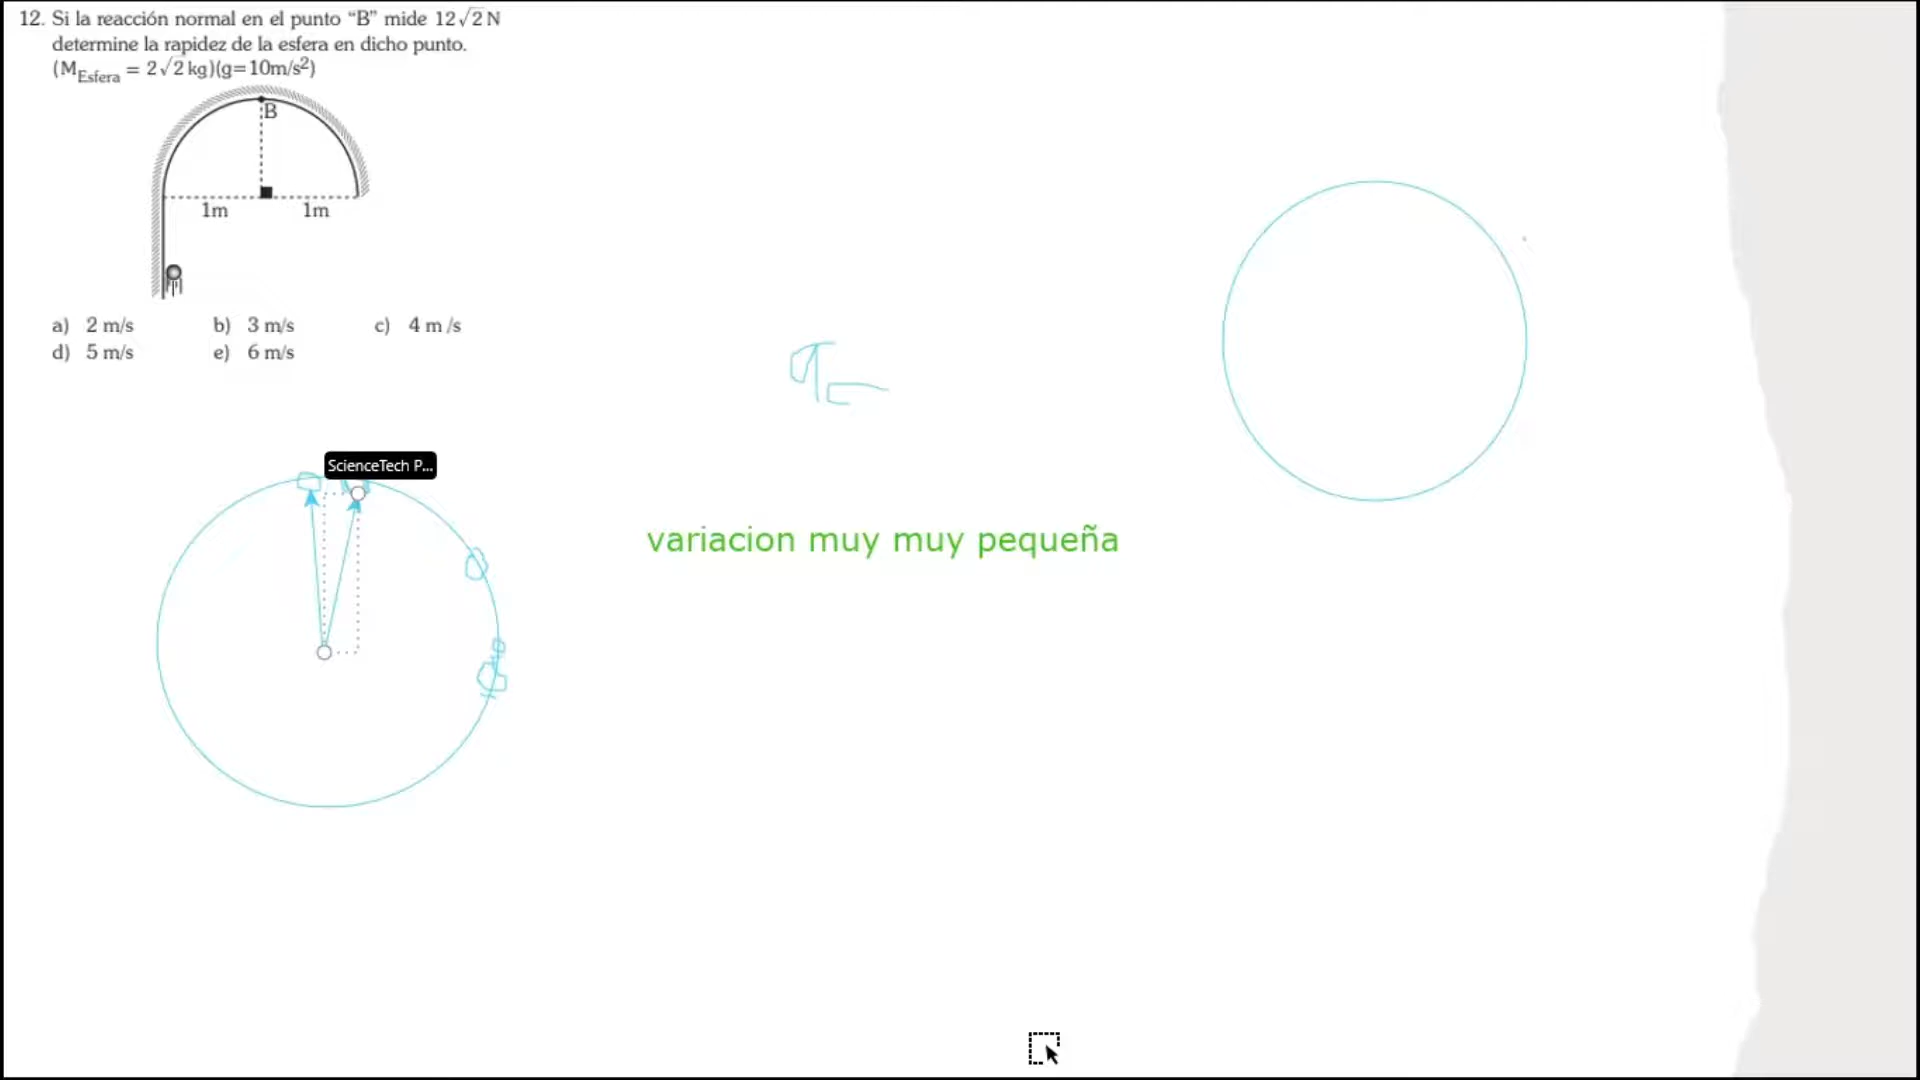 12. Si la reacción normal en el punto “B” mide 12√2 N
determine la rapidez de la esfera en dicho punto.
(M_Esfera = 2√2 kg)(g=10m/s²)
B
1m 1m
a) 2 m/s b) 3 m/s c) 4 m /s
d) 5 m/s e) 6 m/s
ScienceTech P...
variacion muy muy pequeña